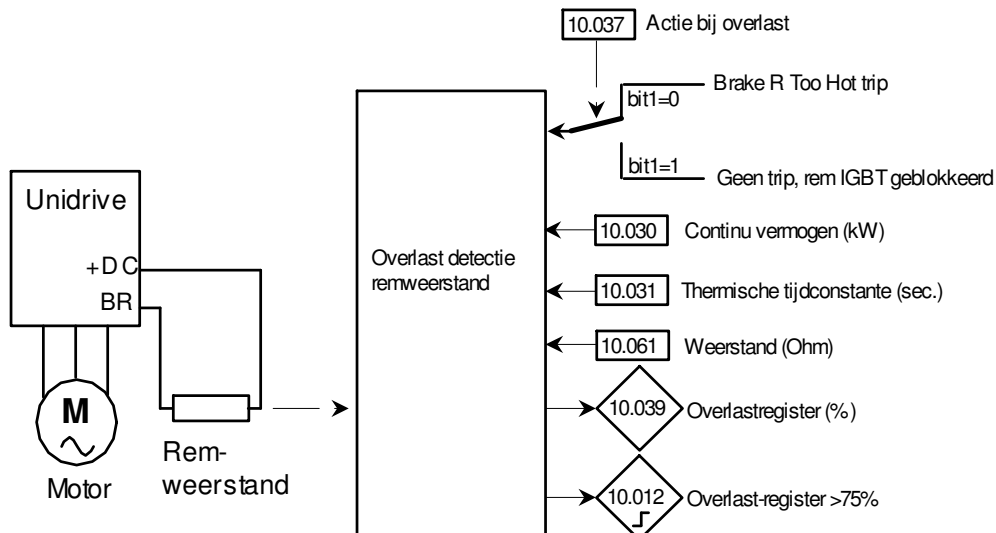 10.037 Actie bij overlast
Brake R Too Hot trip
bit1=0
bit1=1
Geen trip, rem IGBT geblokkeerd
Unidrive
+DC
BR
M
Motor
Rem-
weerstand
Overlast detectie
remweerstand
10.030 Continu vermogen (kW)
10.031 Thermische tijdconstante (sec.)
10.061 Weerstand (Ohm)
10.039 Overlastregister (%)
10.012 Overlast-register >75%